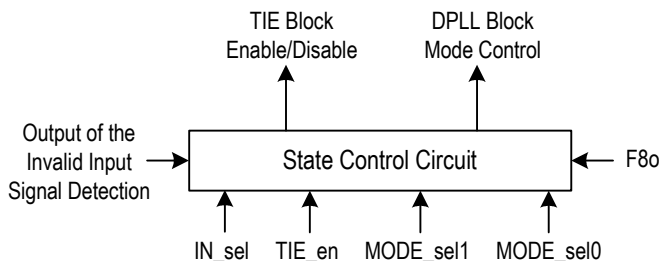 TIE Block
Enable/Disable
DPLL Block
Mode Control
Output of the
Invalid Input
Signal Detection
State Control Circuit
F8o
IN_sel
TIE_en
MODE_sel1
MODE_sel0